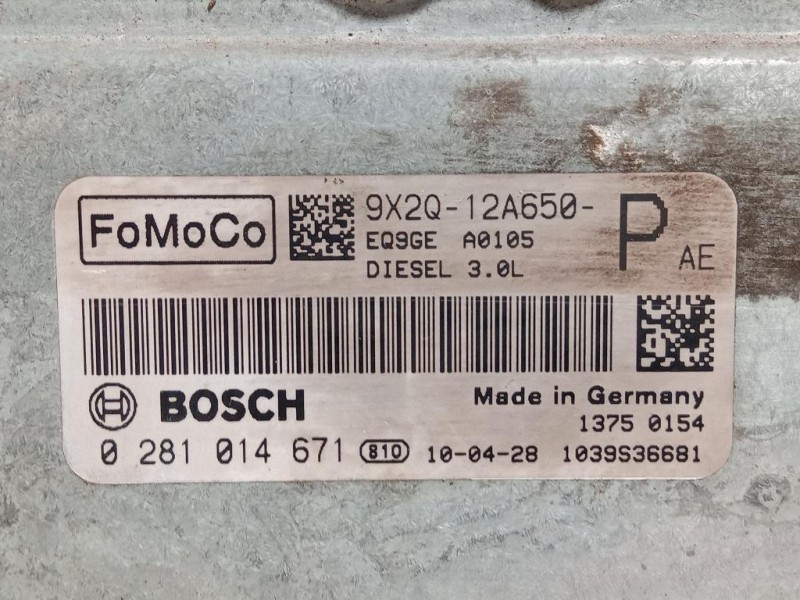 FoMoCo
9X2Q-12A650-
P
AE
EQ9GE A0105
DIESEL 3.0L
BOSCH
Made in Germany
1375 0154
0 281 014 671 810 10-04-28 1039S36681